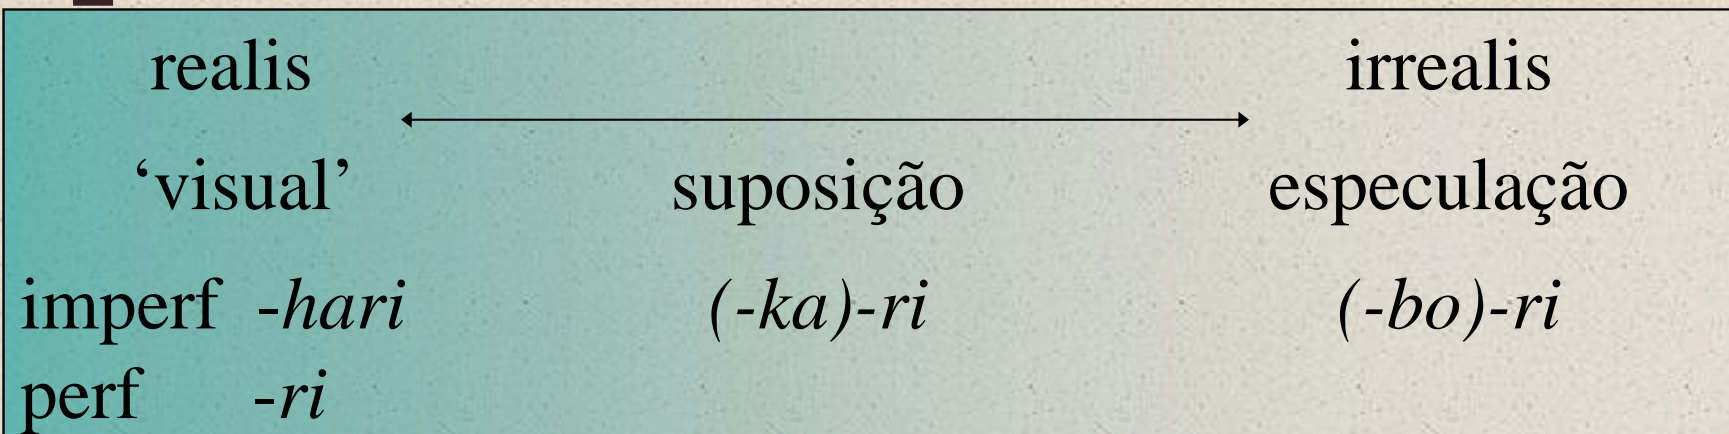 realis irrealis
‘visual’ suposição especulação
imperf -hari (-ka)-ri (-bo)-ri
perf -ri